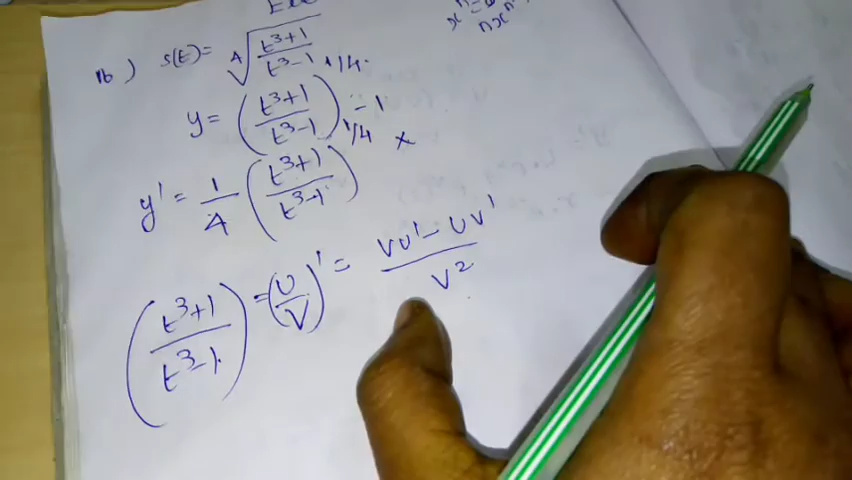 16) s(t) = ∜((t³+1)/(t³-1))
y = ((t³+1)/(t³-1))^(1/4)
y' = 1/4 ((t³+1)/(t³-1))^(1/4 - 1) ×
((t³+1)/(t³-1)) = (U/V)' = (VU' - UV')/V²